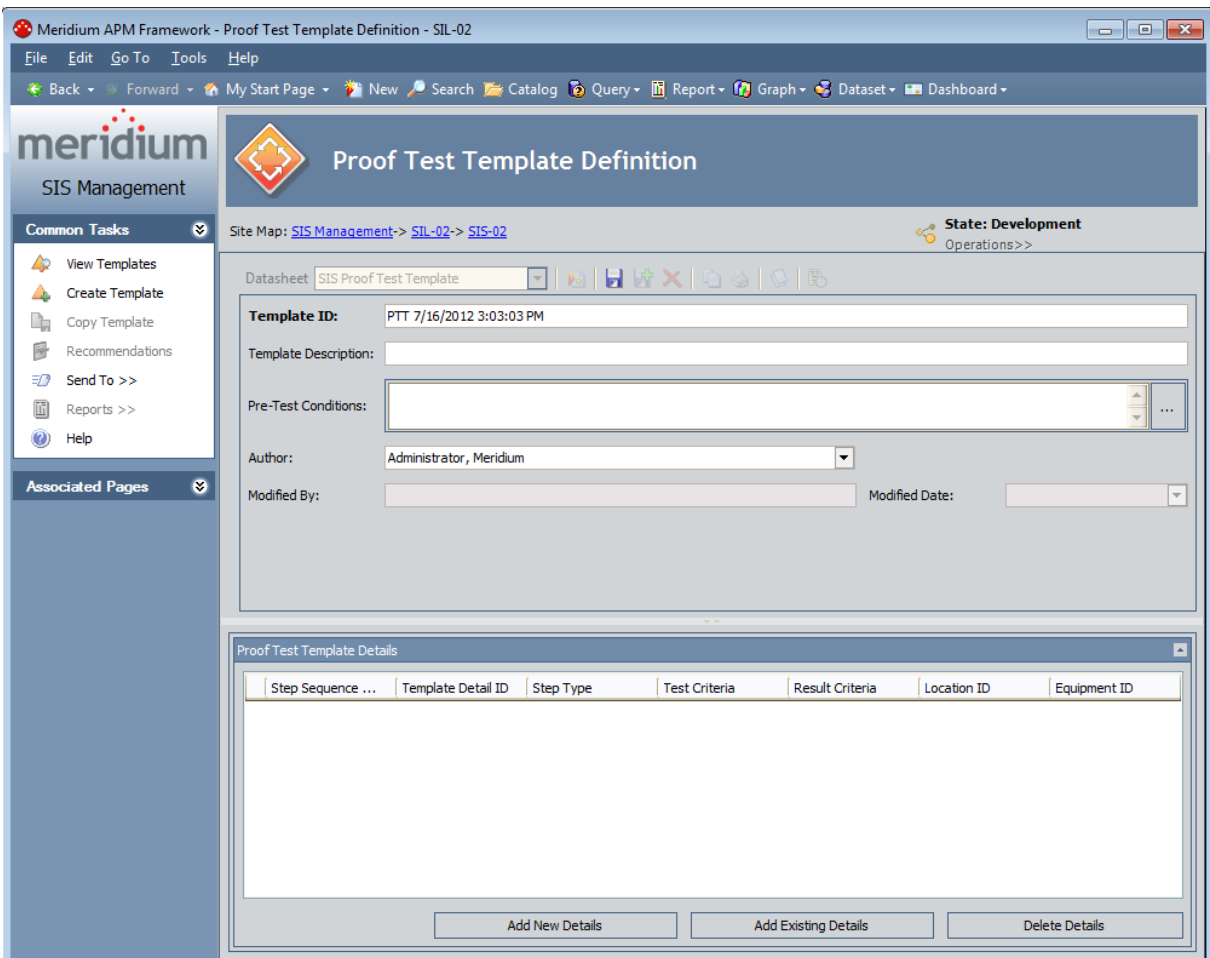 Meridium APM Framework - Proof Test Template Definition - SIL-02
File Edit Go To Tools Help
Back Forward My Start Page New Search Catalog Query Report Graph Dataset Dashboard
meridium
SIS Management
Proof Test Template Definition
Common Tasks
Site Map: SIS Management-> SIL-02-> SIS-02
State: Development
Operations>>
View Templates
Create Template
Copy Template
Recommendations
Send To >>
Reports >>
Help
Associated Pages
Datasheet SIS Proof Test Template
Template ID: PTT 7/16/2012 3:03:03 PM
Template Description:
Pre-Test Conditions: ...
Author: Administrator, Meridium
Modified By: Modified Date:
Proof Test Template Details
Step Sequence ... Template Detail ID Step Type Test Criteria Result Criteria Location ID Equipment ID
Add New Details Add Existing Details Delete Details